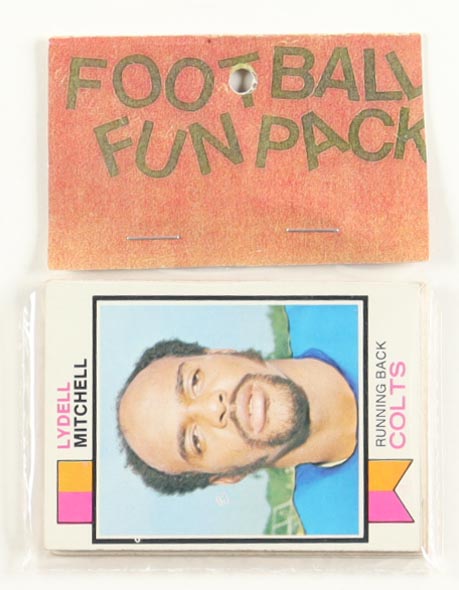 FOOTBALL
FUN PACK
LYDELL
MITCHELL
RUNNING BACK
COLTS